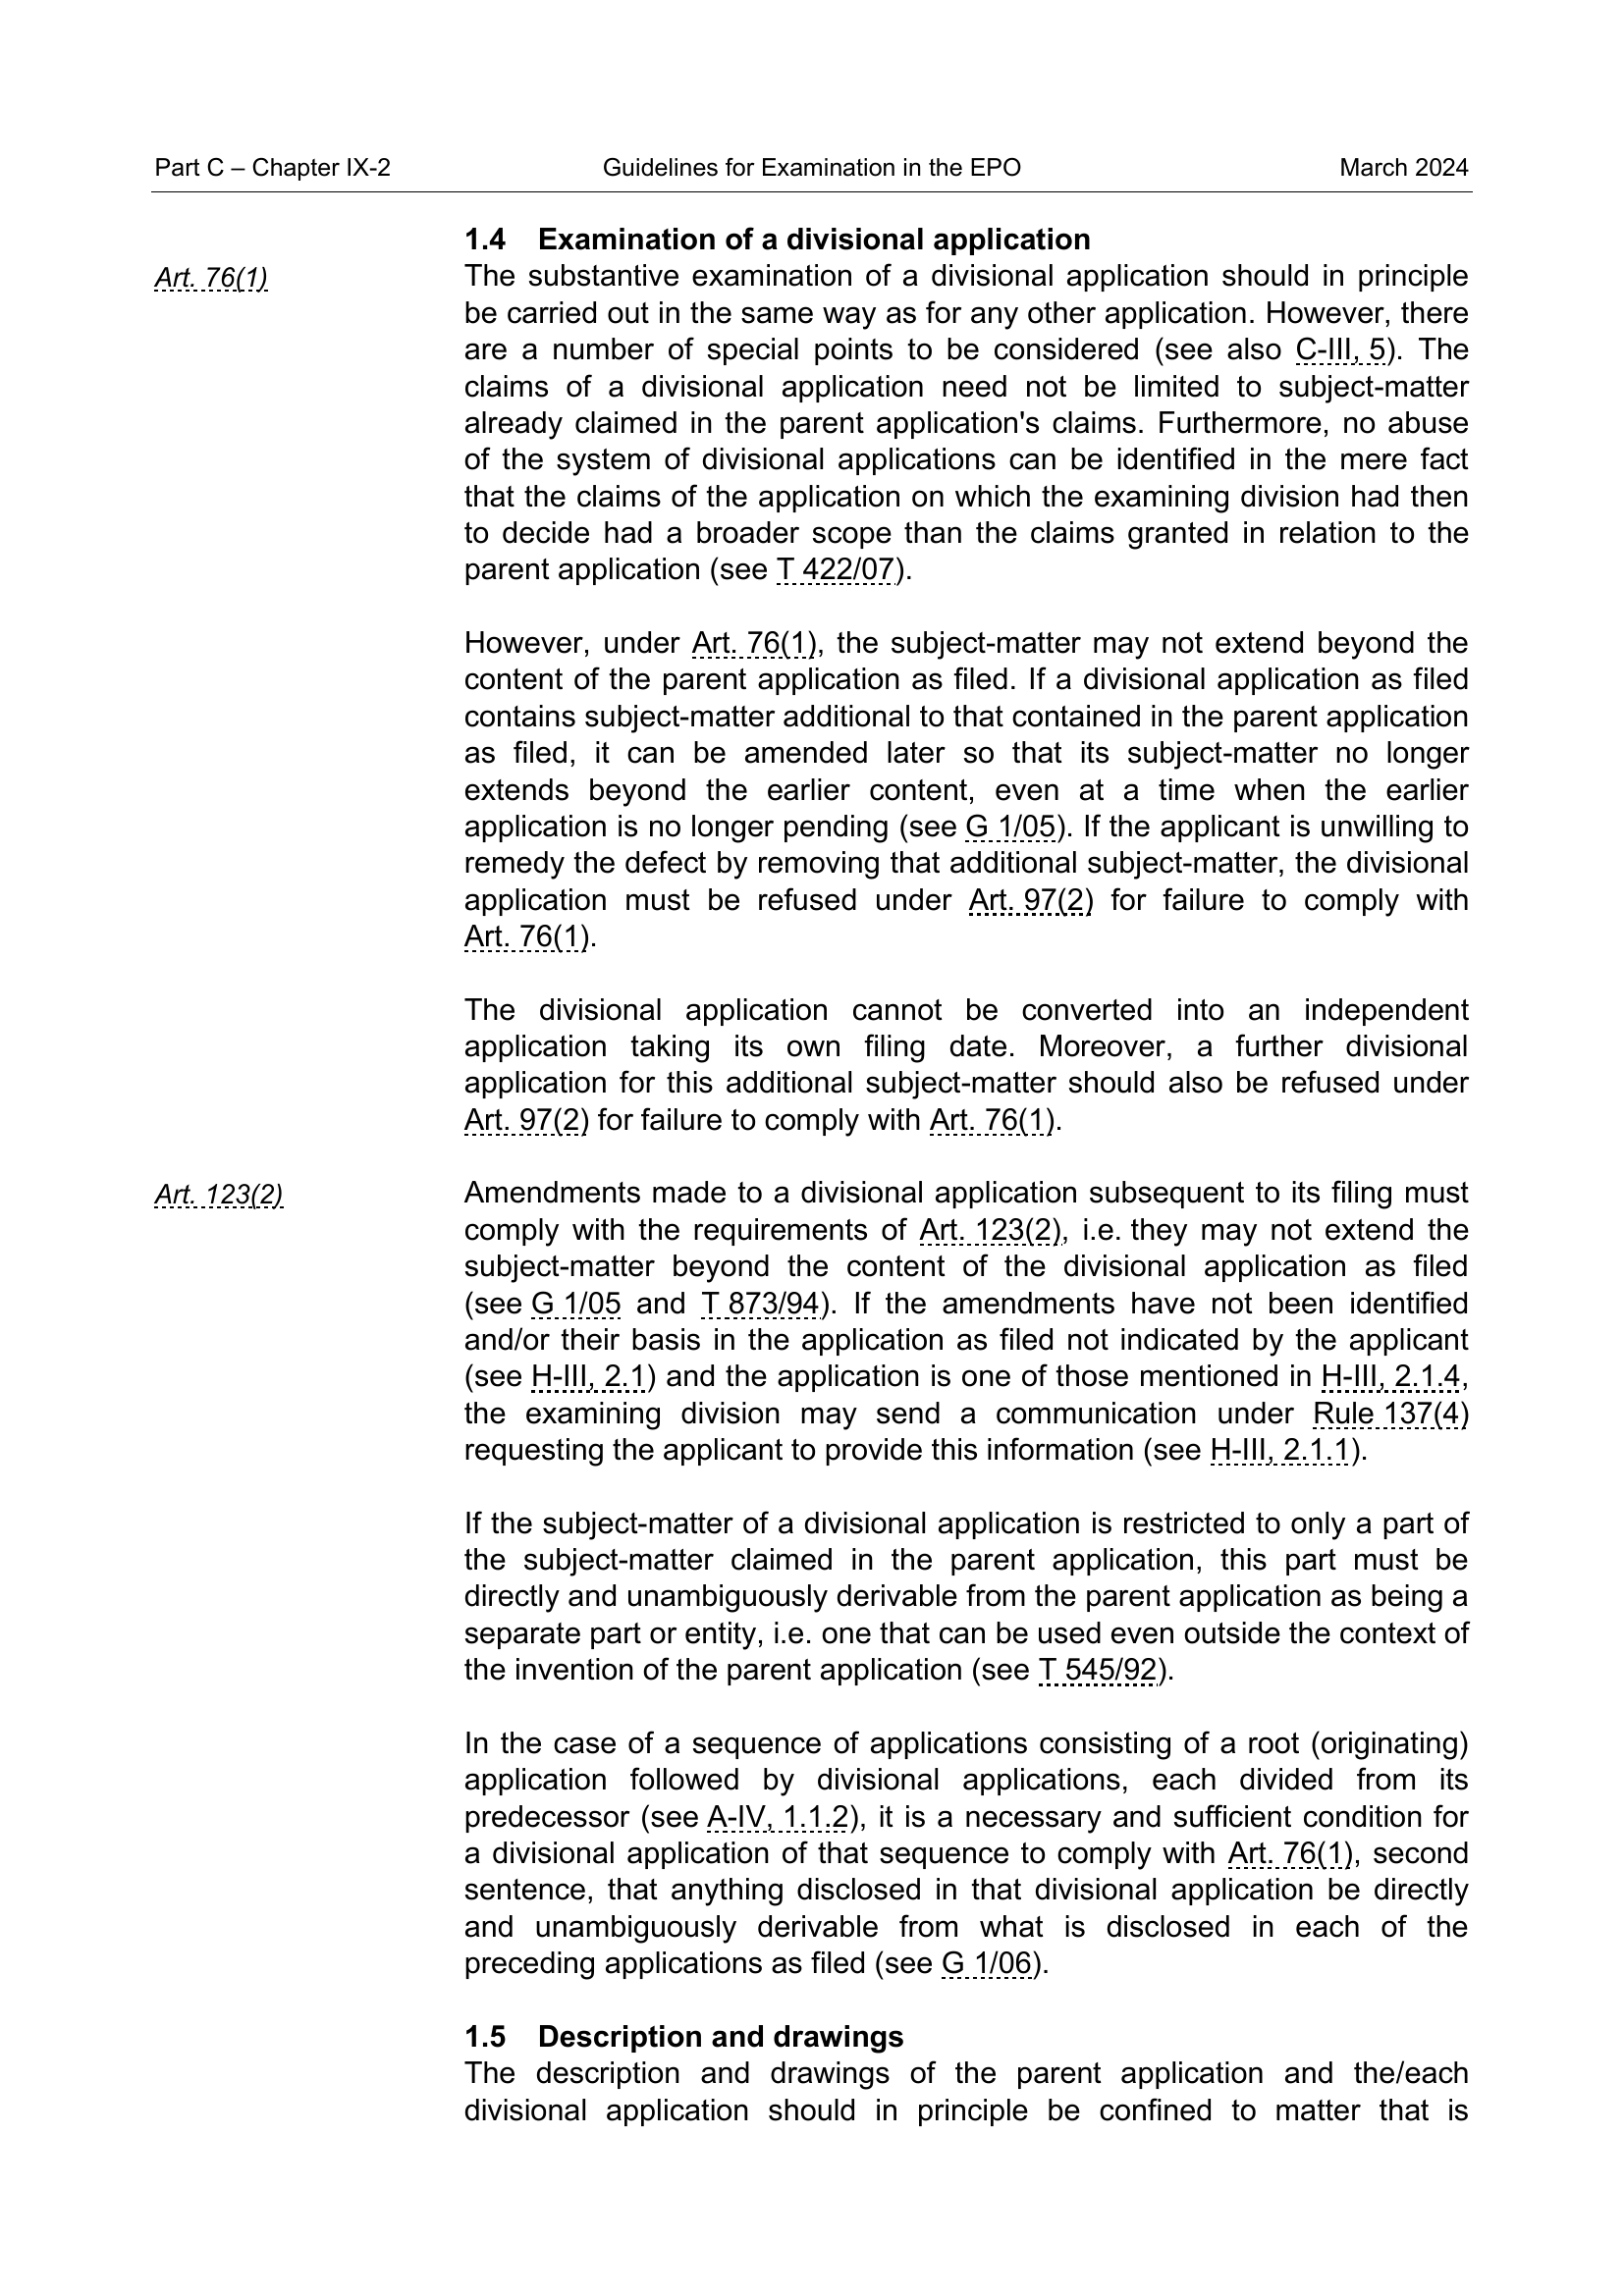 Part C – Chapter IX-2 Guidelines for Examination in the EPO March 2024
1.4 Examination of a divisional application
Art. 76(1)
The substantive examination of a divisional application should in principle
be carried out in the same way as for any other application. However, there
are a number of special points to be considered (see also C-III, 5). The
claims of a divisional application need not be limited to subject-matter
already claimed in the parent application's claims. Furthermore, no abuse
of the system of divisional applications can be identified in the mere fact
that the claims of the application on which the examining division had then
to decide had a broader scope than the claims granted in relation to the
parent application (see T 422/07).
However, under Art. 76(1), the subject-matter may not extend beyond the
content of the parent application as filed. If a divisional application as filed
contains subject-matter additional to that contained in the parent application
as filed, it can be amended later so that its subject-matter no longer
extends beyond the earlier content, even at a time when the earlier
application is no longer pending (see G 1/05). If the applicant is unwilling to
remedy the defect by removing that additional subject-matter, the divisional
application must be refused under Art. 97(2) for failure to comply with
Art. 76(1).
The divisional application cannot be converted into an independent
application taking its own filing date. Moreover, a further divisional
application for this additional subject-matter should also be refused under
Art. 97(2) for failure to comply with Art. 76(1).
Art. 123(2)
Amendments made to a divisional application subsequent to its filing must
comply with the requirements of Art. 123(2), i.e. they may not extend the
subject-matter beyond the content of the divisional application as filed
(see G 1/05 and T 873/94). If the amendments have not been identified
and/or their basis in the application as filed not indicated by the applicant
(see H-III, 2.1) and the application is one of those mentioned in H-III, 2.1.4,
the examining division may send a communication under Rule 137(4)
requesting the applicant to provide this information (see H-III, 2.1.1).
If the subject-matter of a divisional application is restricted to only a part of
the subject-matter claimed in the parent application, this part must be
directly and unambiguously derivable from the parent application as being a
separate part or entity, i.e. one that can be used even outside the context of
the invention of the parent application (see T 545/92).
In the case of a sequence of applications consisting of a root (originating)
application followed by divisional applications, each divided from its
predecessor (see A-IV, 1.1.2), it is a necessary and sufficient condition for
a divisional application of that sequence to comply with Art. 76(1), second
sentence, that anything disclosed in that divisional application be directly
and unambiguously derivable from what is disclosed in each of the
preceding applications as filed (see G 1/06).
1.5 Description and drawings
The description and drawings of the parent application and the/each
divisional application should in principle be confined to matter that is